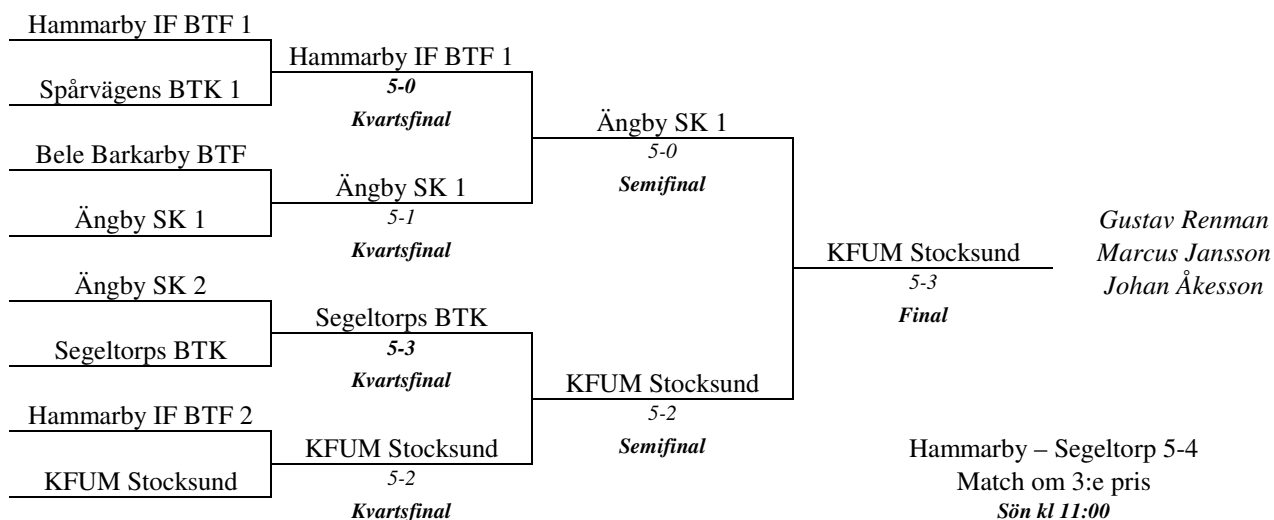 Hammarby IF BTF 1
Hammarby IF BTF 1
5-0
Spårvägens BTK 1
Kvartsfinal
Ängby SK 1
5-0
Bele Barkarby BTF
Ängby SK 1
Semifinal
5-1
Ängby SK 1
Kvartsfinal
Gustav Renman
KFUM Stocksund
Marcus Jansson
5-3
Ängby SK 2
Johan Åkesson
Final
Segeltorps BTK
5-3
Segeltorps BTK
Kvartsfinal
KFUM Stocksund
5-2
Hammarby IF BTF 2
KFUM Stocksund
Semifinal
Hammarby – Segeltorp 5-4
5-2
KFUM Stocksund
Match om 3:e pris
Kvartsfinal
Sön kl 11:00